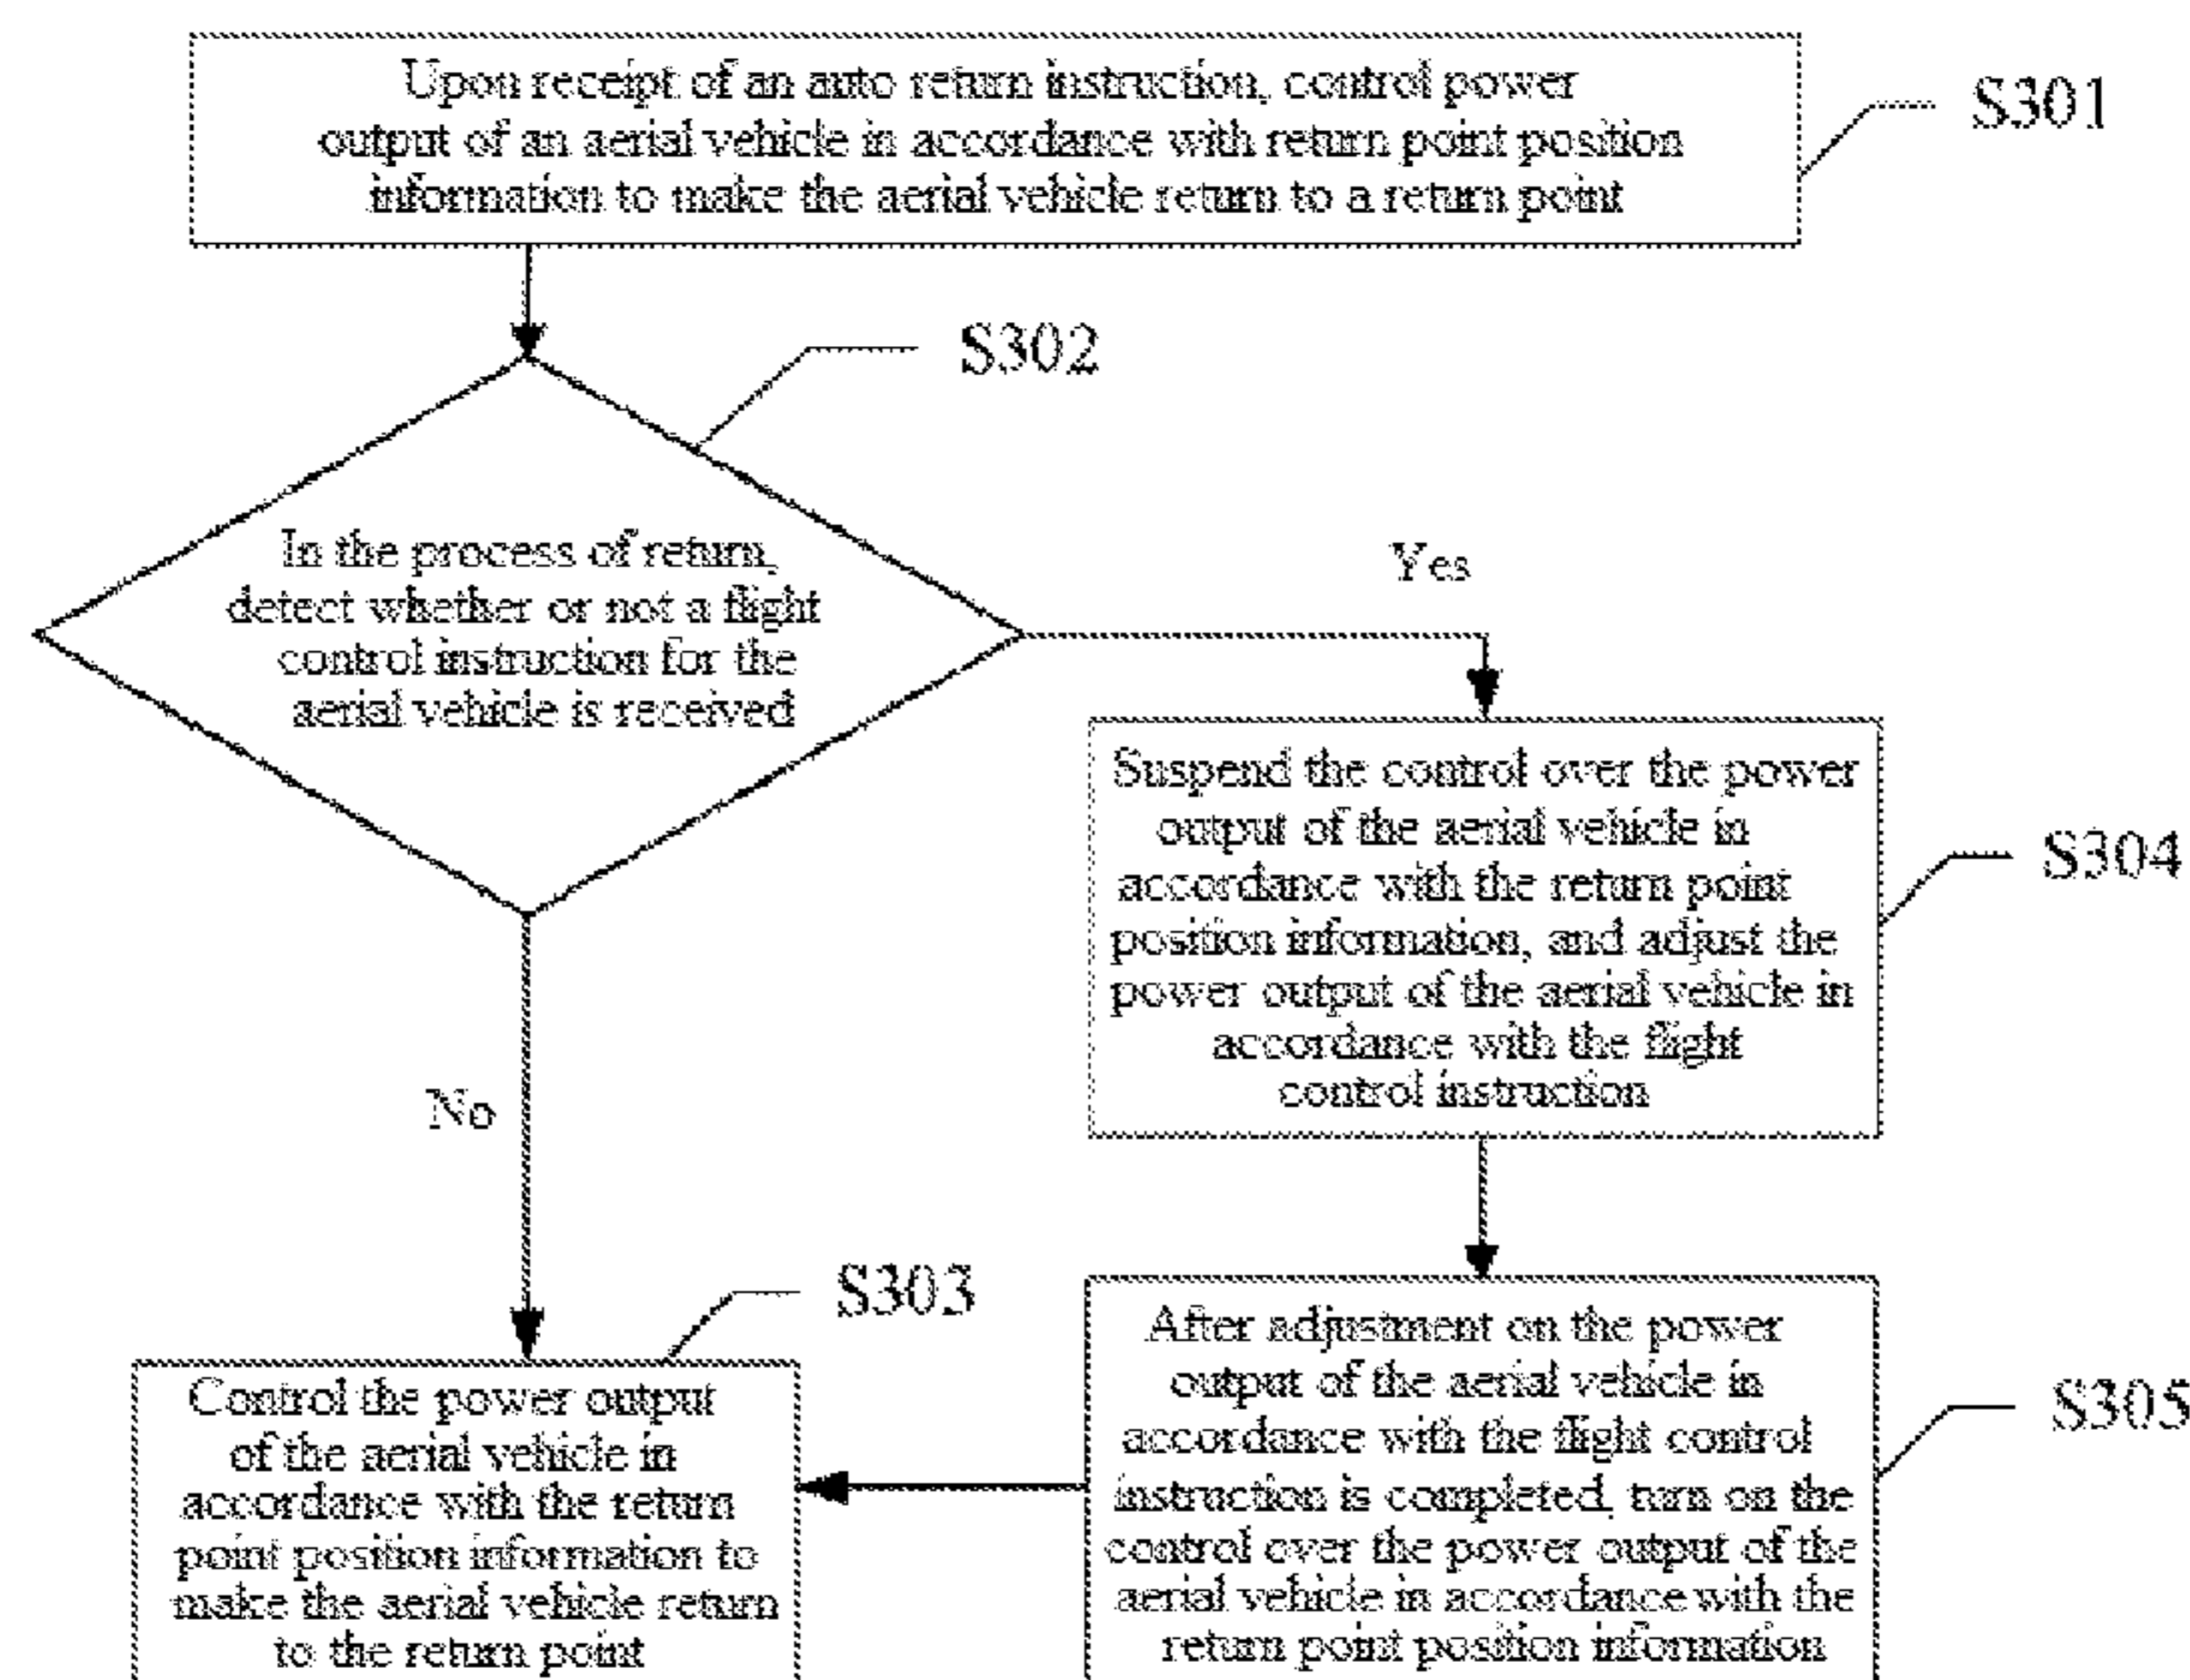 Upon receipt of an auto return instruction, control power
output of an aerial vehicle in accordance with return point position
information to make the aerial vehicle return to a return point
S301
S302
In the process of return,
detect whether or not a flight
control instruction for the
aerial vehicle is received
Yes
Suspend the control over the power
output of the aerial vehicle in
accordance with the return point
position information, and adjust the
power output of the aerial vehicle in
accordance with the flight
control instruction
S304
No
S303
Control the power output
of the aerial vehicle in
accordance with the return
point position information to
make the aerial vehicle return
to the return point
After adjustment on the power
output of the aerial vehicle in
accordance with the flight control
instruction is completed, turn on the
control over the power output of the
aerial vehicle in accordance with the
return point position information
S305